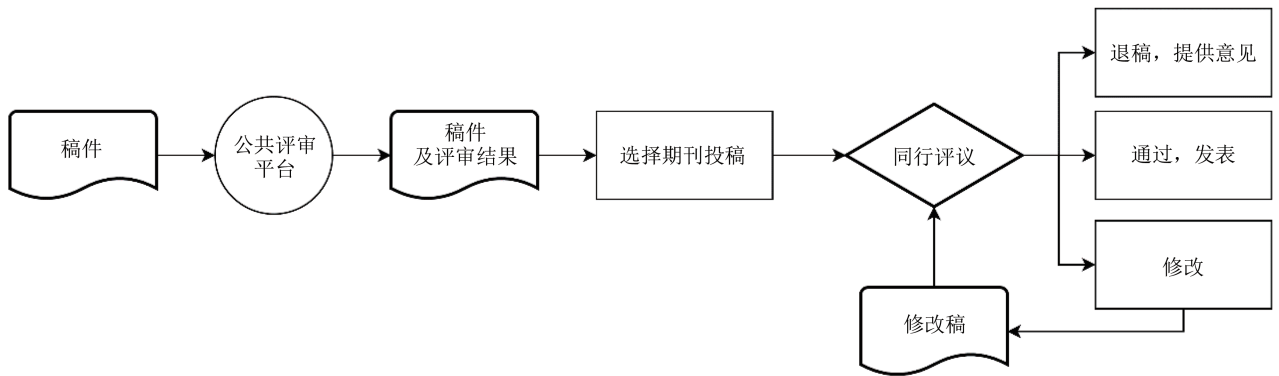 稿件
公共评审
平台
稿件
及评审结果
选择期刊投稿
同行评议
退稿，提供意见
通过，发表
修改
修改稿